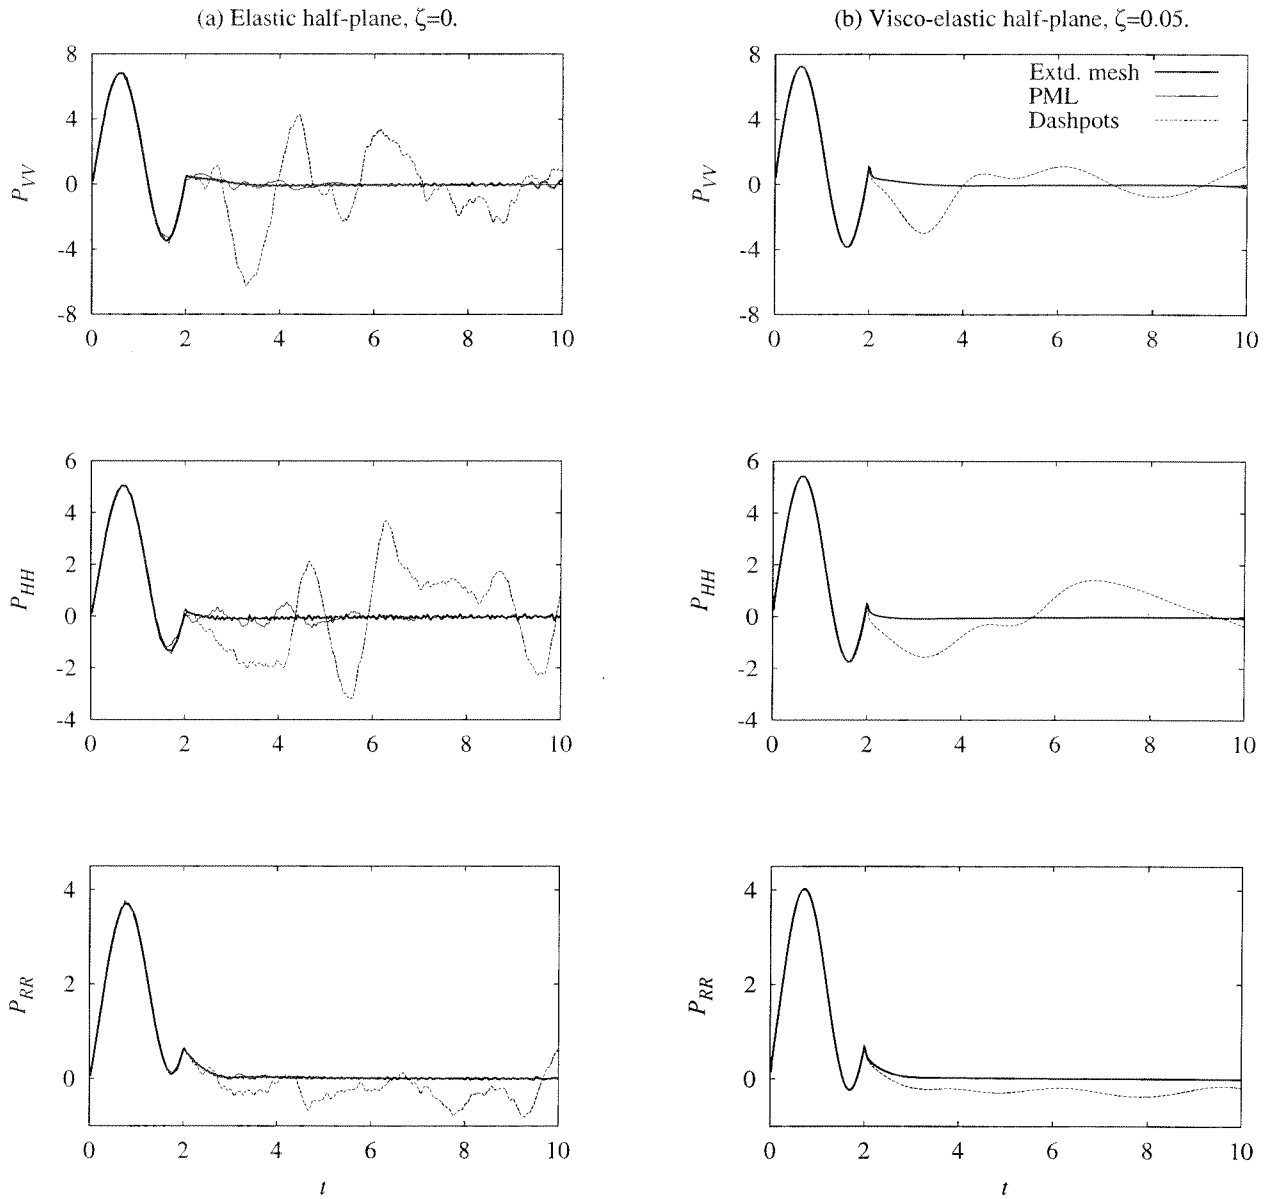 (a) Elastic half-plane, ζ=0.
(b) Visco-elastic half-plane, ζ=0.05.
8
4
0
-4
-8
P_VV
0 2 4 6 8 10
8
4
0
-4
-8
P_VV
Extd. mesh
PML
Dashpots
0 2 4 6 8 10
6
4
2
0
-2
-4
P_HH
0 2 4 6 8 10
6
4
2
0
-2
-4
P_HH
0 2 4 6 8 10
4
2
0
P_RR
0 2 4 6 8 10
t
4
2
0
P_RR
0 2 4 6 8 10
t